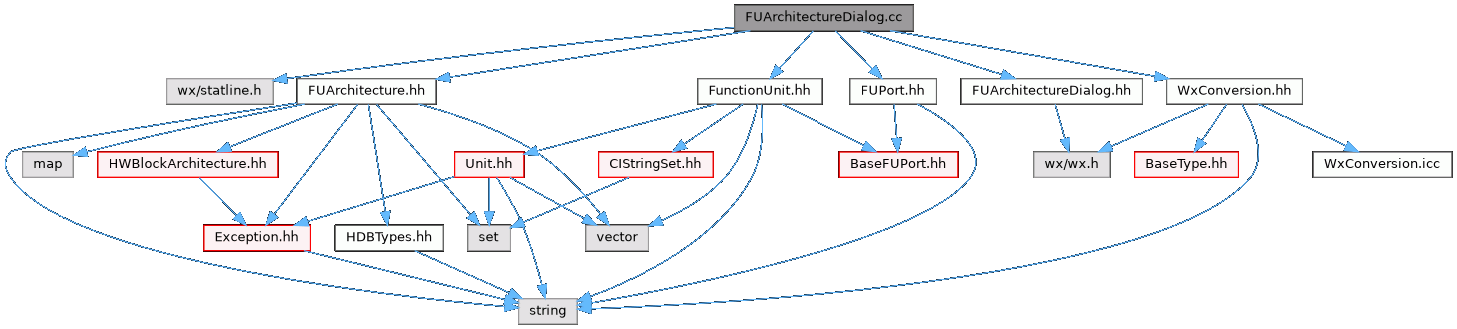 FUArchitectureDialog.cc
wx/statline.h
FUArchitecture.hh
FunctionUnit.hh
FUPort.hh
FUArchitectureDialog.hh
WxConversion.hh
map
HWBlockArchitecture.hh
Unit.hh
CIStringSet.hh
BaseFUPort.hh
wx/wx.h
BaseType.hh
WxConversion.icc
Exception.hh
HDBTypes.hh
set
vector
string